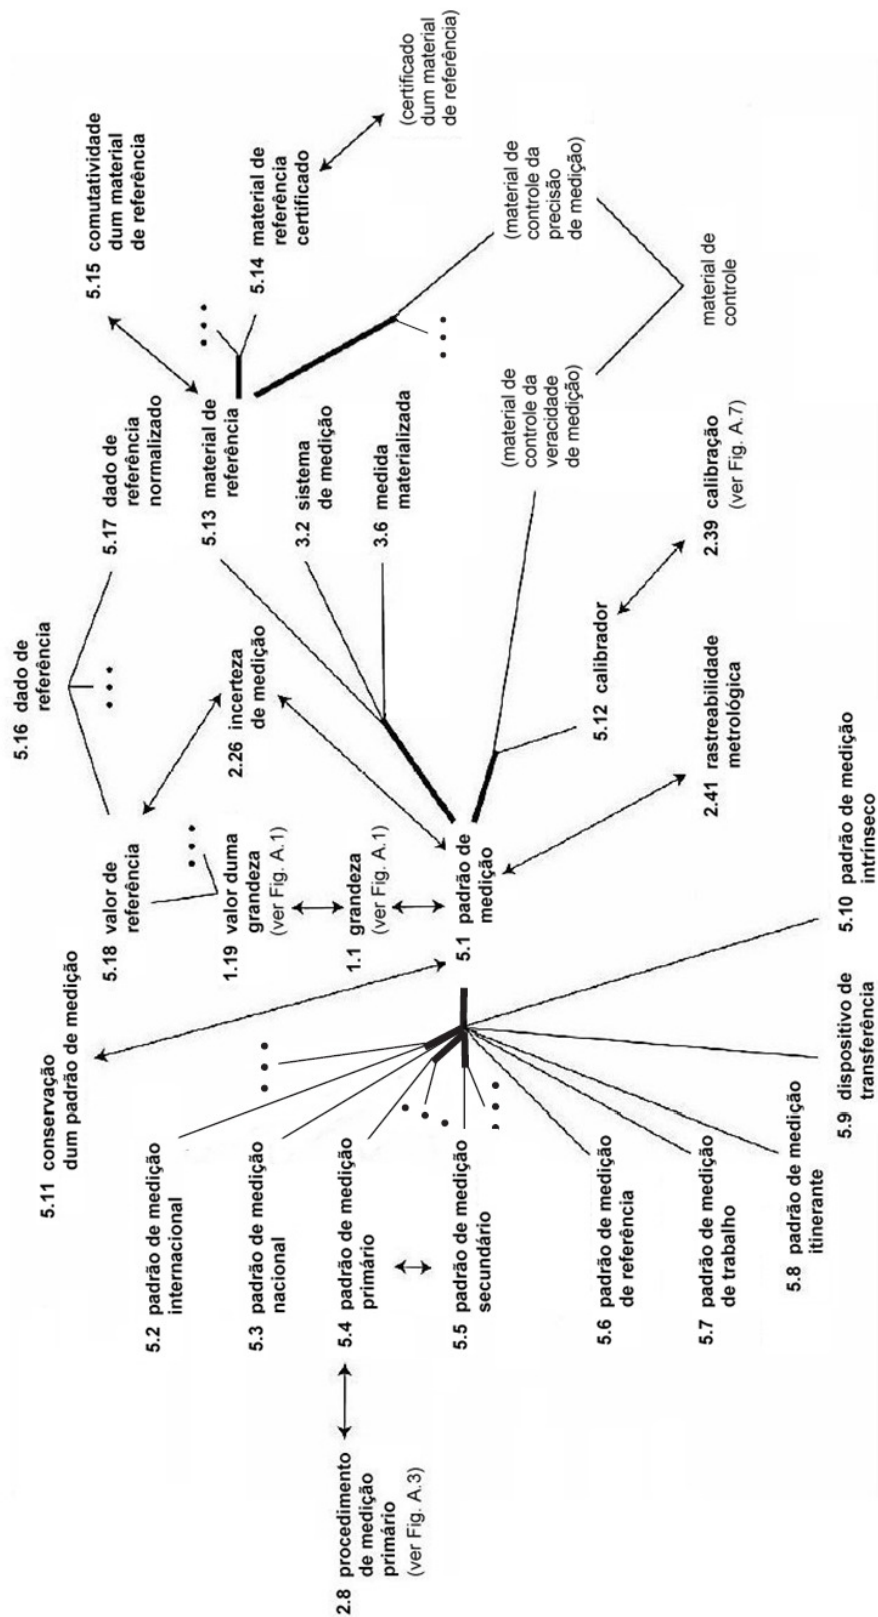 5.16 dado de
referência
5.17 dado de
referência
normalizado
5.15 comutatividade
dum material
de referência
5.18 valor de
referência
2.26 incerteza
de medição
5.13 material de
referência
5.14 material de
referência
certificado
(certificado
dum material
de referência)
5.11 conservação
dum padrão de medição
1.19 valor duma
grandeza
(ver Fig. A.1)
3.2 sistema
de medição
1.1 grandeza
(ver Fig. A.1)
3.6 medida
materializada
5.2 padrão de medição
internacional
5.3 padrão de medição
nacional
2.8 procedimento
de medição
primário
(ver Fig. A.3)
5.4 padrão de medição
primário
5.1 padrão de
medição
(material de
controle da
veracidade
de medição)
(material de
controle da
precisão
de medição)
5.5 padrão de medição
secundário
5.12 calibrador
5.6 padrão de medição
de referência
material de
controle
5.7 padrão de medição
de trabalho
2.41 rastreabilidade
metrológica
2.39 calibração
(ver Fig. A.7)
5.8 padrão de medição
itinerante
5.9 dispositivo de
transferência
5.10 padrão de medição
intrínseco